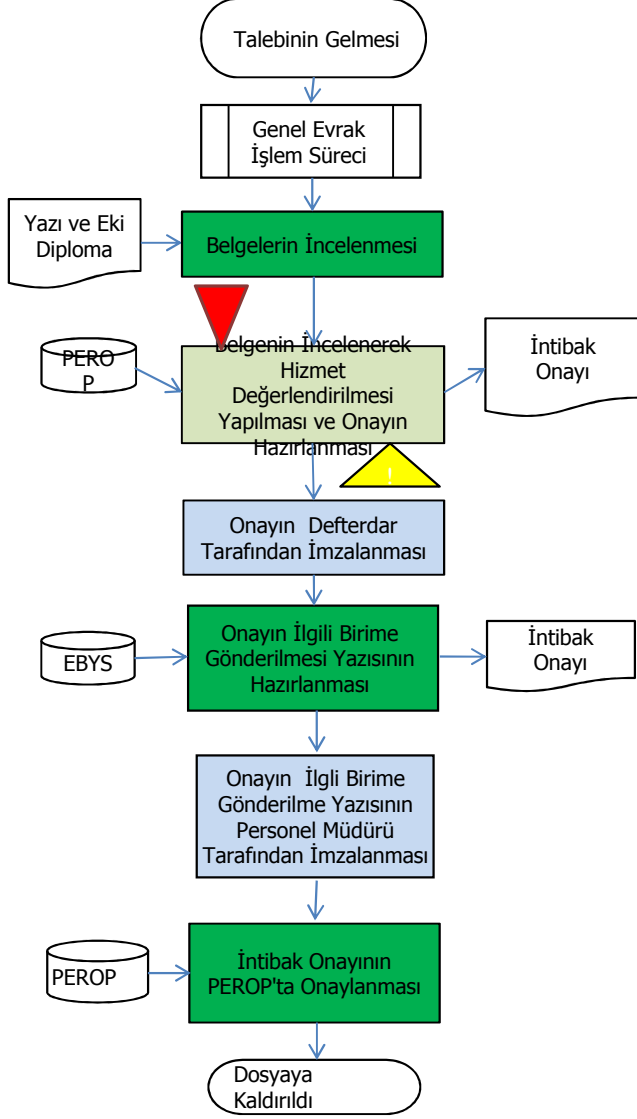 Talebinin Gelmesi
Genel Evrak
İşlem Süreci
Yazı ve Eki
Diploma
Belgelerin İncelenmesi
PERO
P
Belgenin İncelenerek
Hizmet
Değerlendirilmesi
Yapılması ve Onayın
Hazırlanması
İntibak
Onayı
!
Onayın Defterdar
Tarafından İmzalanması
EBYS
Onayın İlgili Birime
Gönderilmesi Yazısının
Hazırlanması
İntibak
Onayı
Onayın İlgli Birime
Gönderilme Yazısının
Personel Müdürü
Tarafından İmzalanması
PEROP
İntibak Onayının
PEROP'ta Onaylanması
Dosyaya
Kaldırıldı